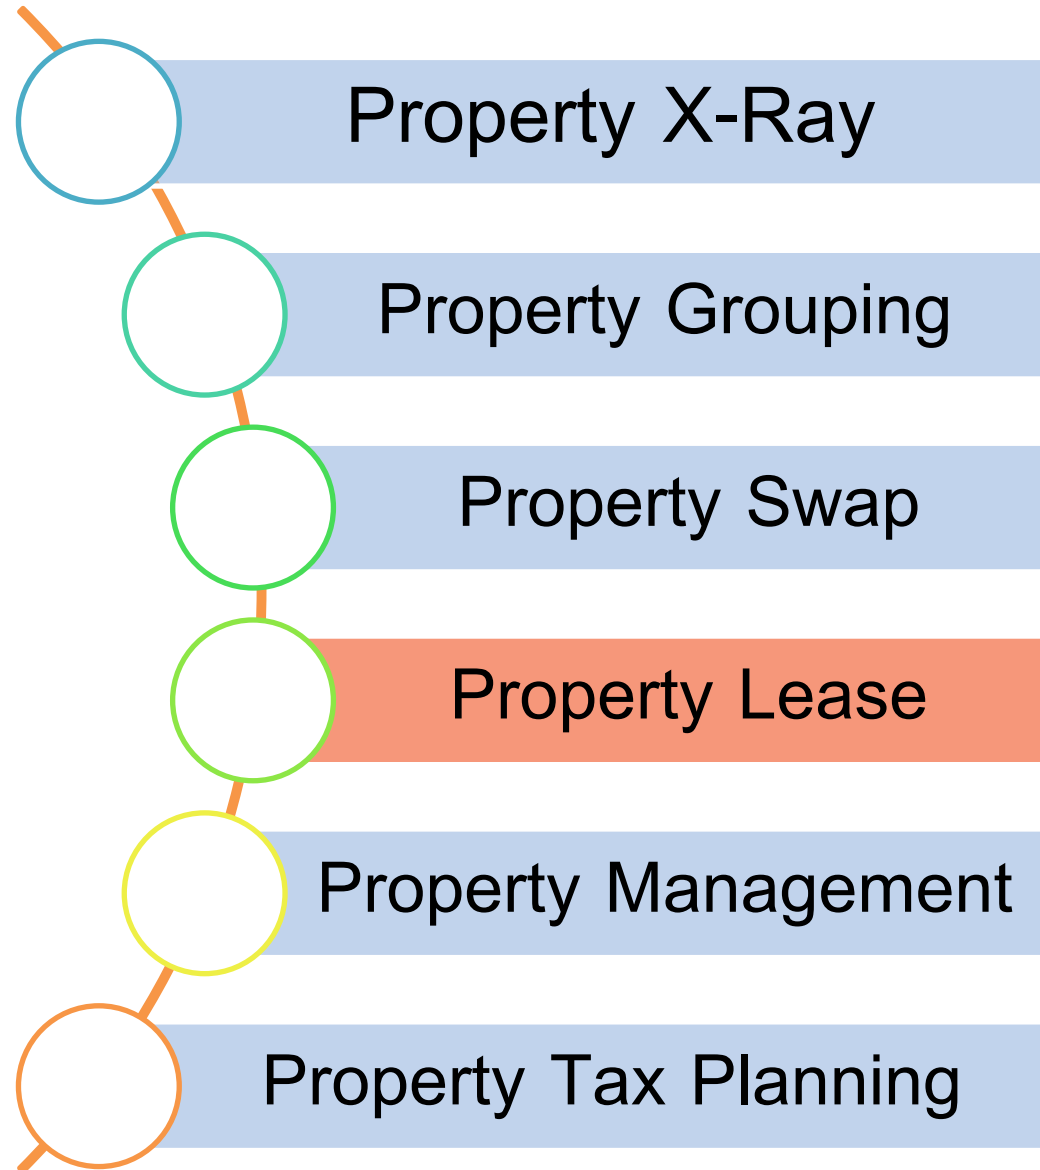 Property X-Ray
Property Grouping
Property Swap
Property Lease
Property Management
Property Tax Planning